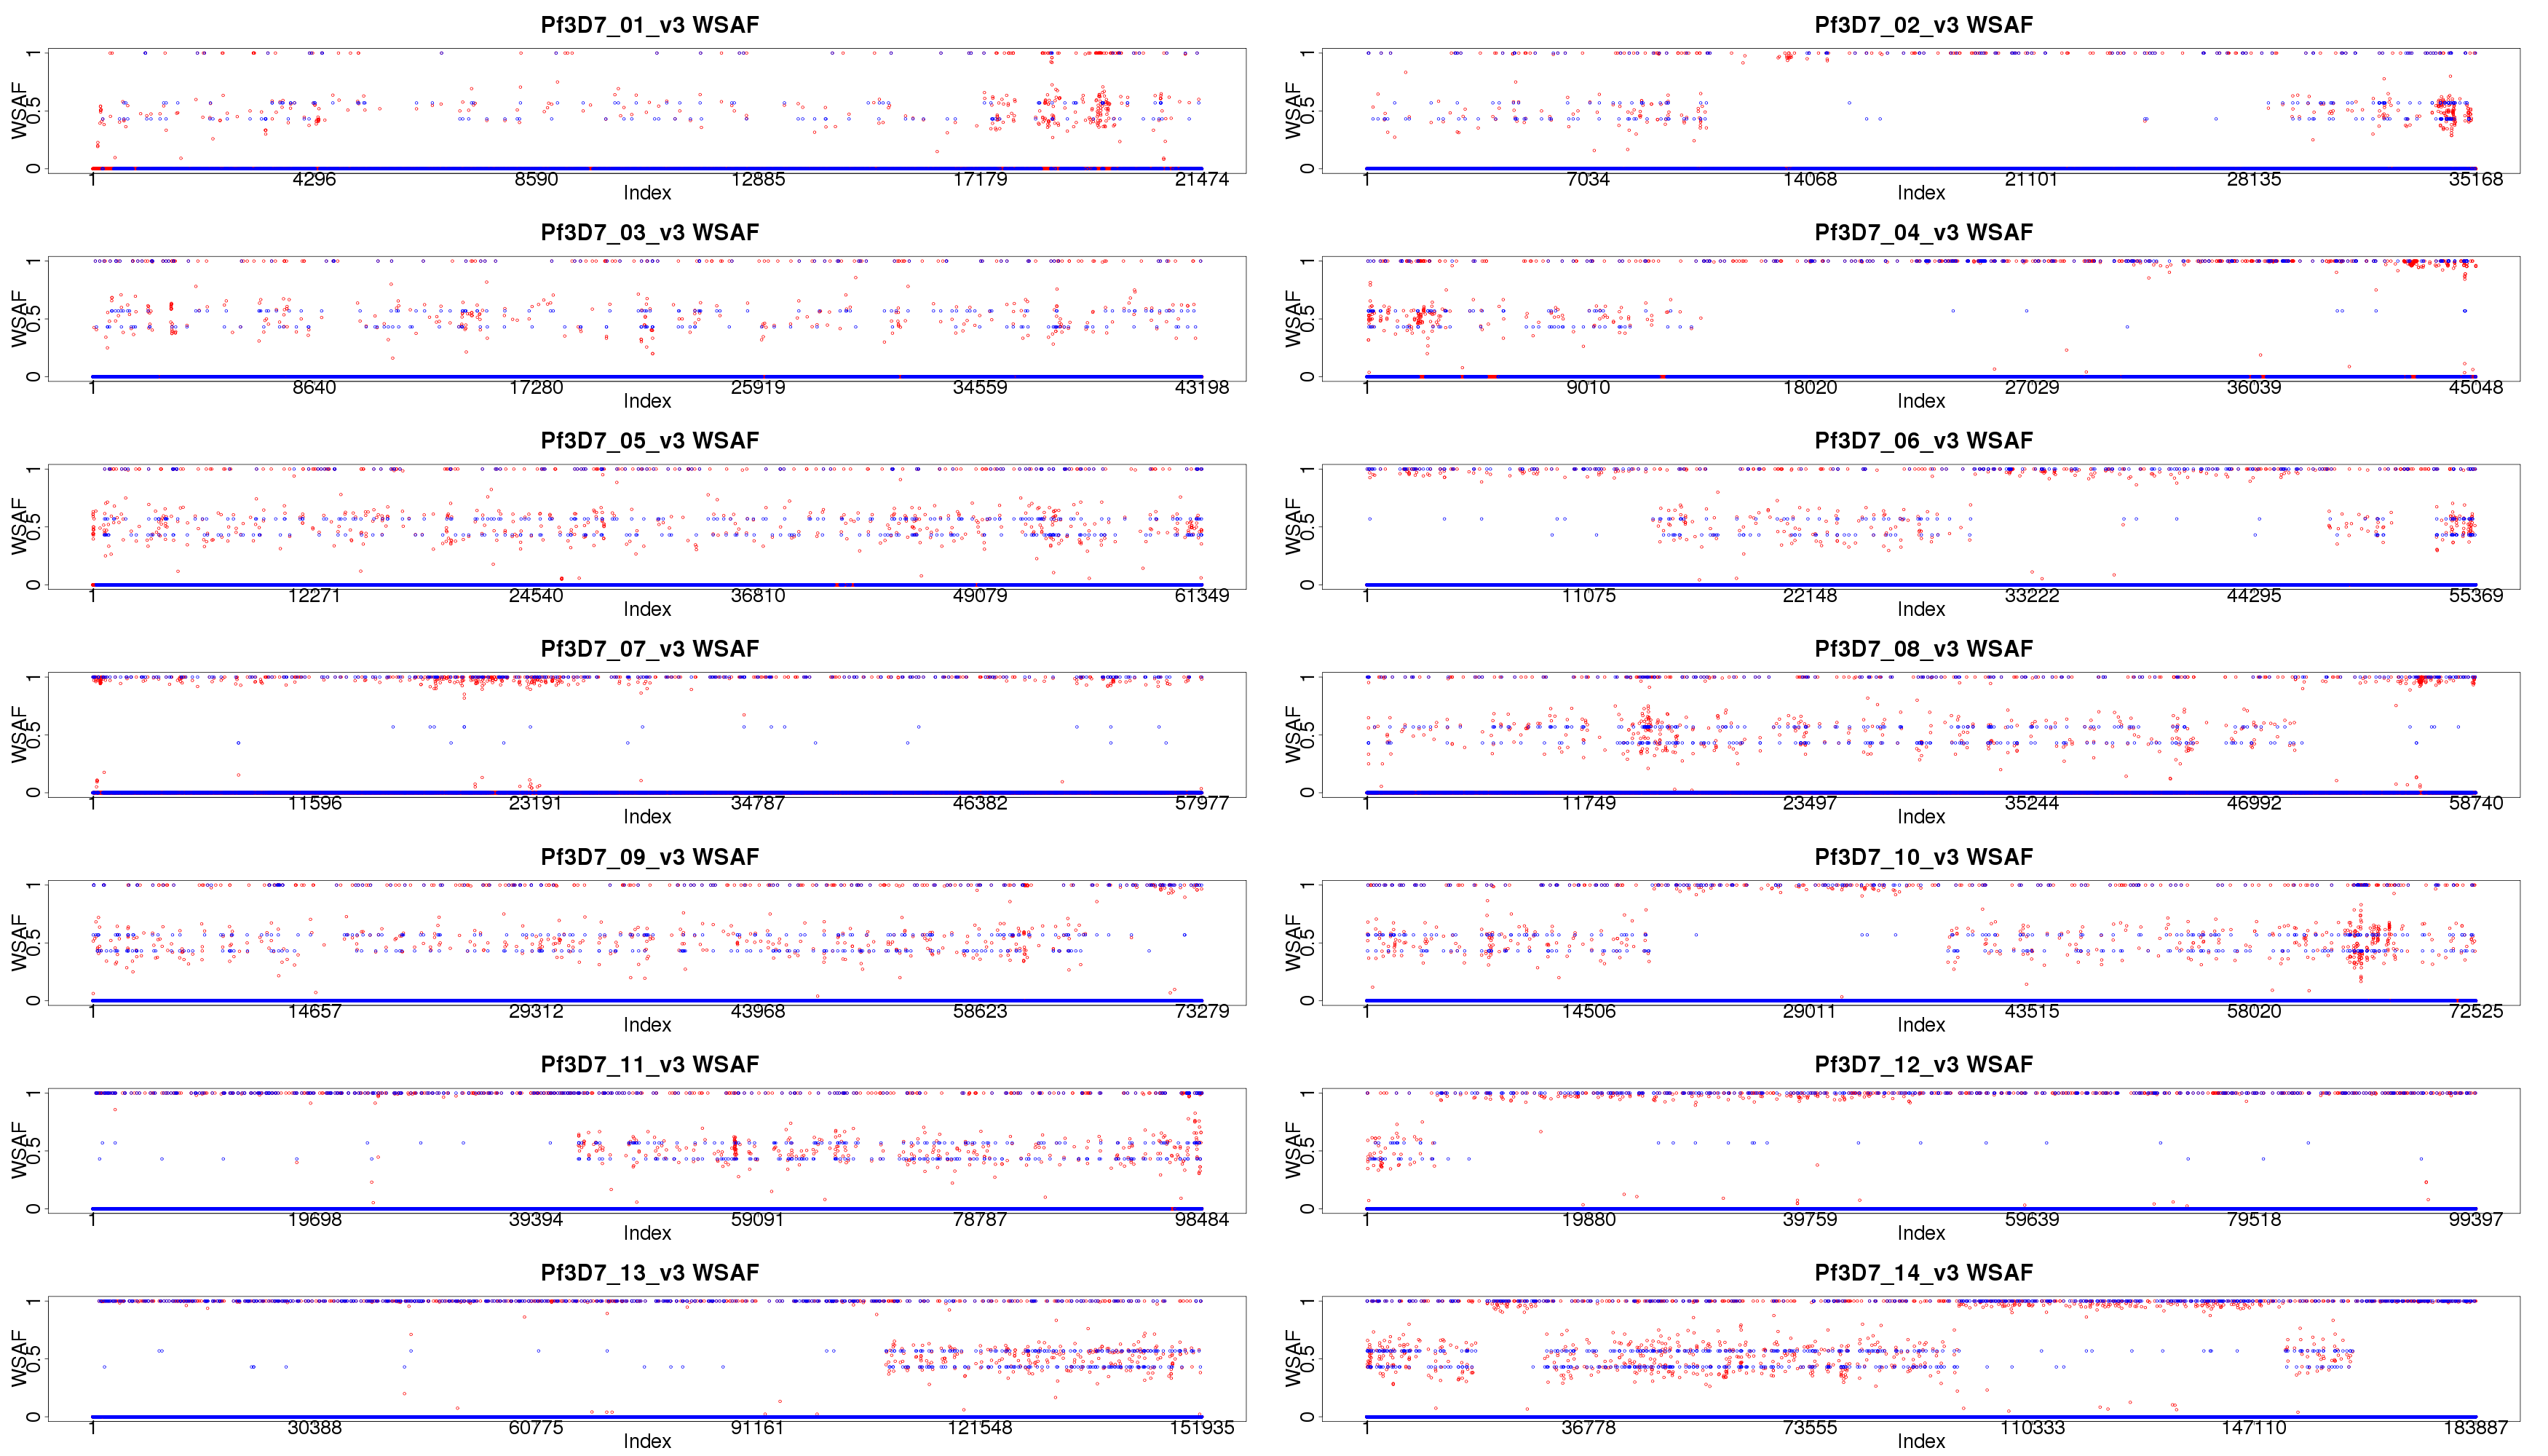 Pf3D7_01_v3 WSAF
WSAF
0 0.5 1
1 4296 8590 12885 17179 21474
Index
Pf3D7_02_v3 WSAF
WSAF
0 0.5 1
1 7034 14068 21101 28135 35168
Index
Pf3D7_03_v3 WSAF
WSAF
0 0.5 1
1 8640 17280 25919 34559 43198
Index
Pf3D7_04_v3 WSAF
WSAF
0 0.5 1
1 9010 18020 27029 36039 45048
Index
Pf3D7_05_v3 WSAF
WSAF
0 0.5 1
1 12271 24540 36810 49079 61349
Index
Pf3D7_06_v3 WSAF
WSAF
0 0.5 1
1 11075 22148 33222 44295 55369
Index
Pf3D7_07_v3 WSAF
WSAF
0 0.5 1
1 11596 23191 34787 46382 57977
Index
Pf3D7_08_v3 WSAF
WSAF
0 0.5 1
1 11749 23497 35244 46992 58740
Index
Pf3D7_09_v3 WSAF
WSAF
0 0.5 1
1 14657 29312 43968 58623 73279
Index
Pf3D7_10_v3 WSAF
WSAF
0 0.5 1
1 14506 29011 43515 58020 72525
Index
Pf3D7_11_v3 WSAF
WSAF
0 0.5 1
1 19698 39394 59091 78787 98484
Index
Pf3D7_12_v3 WSAF
WSAF
0 0.5 1
1 19880 39759 59639 79518 99397
Index
Pf3D7_13_v3 WSAF
WSAF
0 0.5 1
1 30388 60775 91161 121548 151935
Index
Pf3D7_14_v3 WSAF
WSAF
0 0.5 1
1 36778 73555 110333 147110 183887
Index